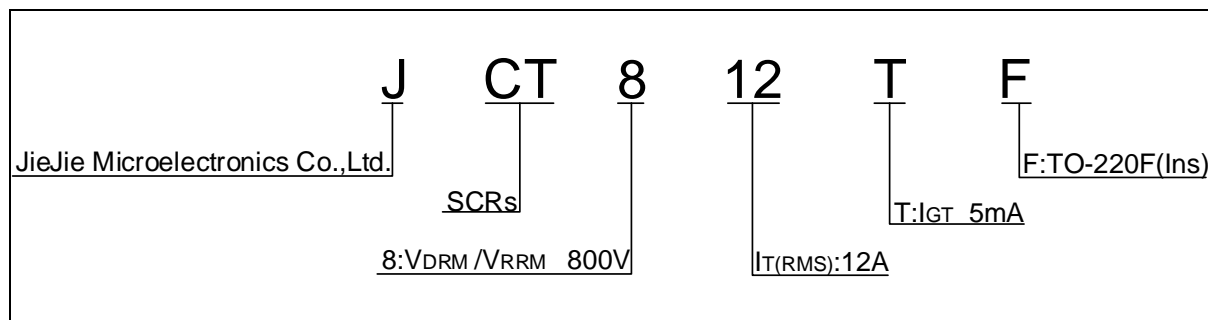 J CT 8 12 T F
JieJie Microelectronics Co.,Ltd.
F:TO-220F(Ins)
SCRs
T:IGT 5mA
8:VDRM /VRRM 800V
IT(RMS):12A